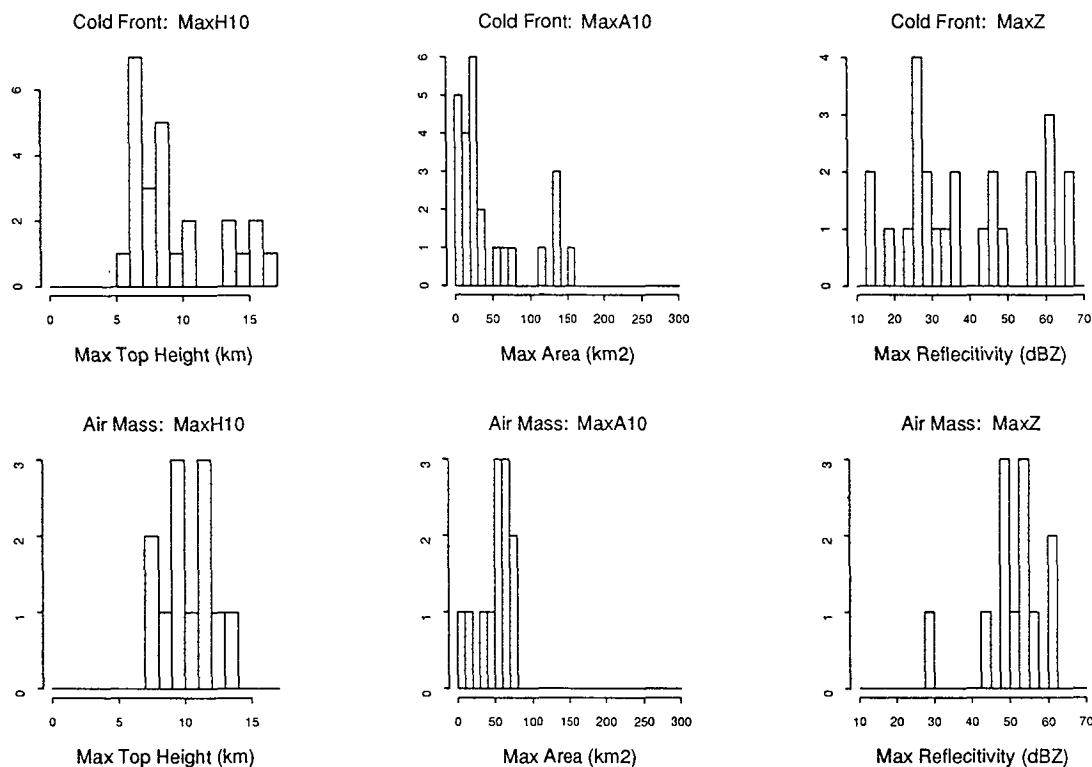 Cold Front: MaxH10
Cold Front: MaxA10
Cold Front: MaxZ
0 2 4 6
0 5 10 15
Max Top Height (km)
0 1 2 3 4 5 6
0 50 100 150 200 250 300
Max Area (km2)
0 1 2 3 4
10 20 30 40 50 60 70
Max Reflecitivity (dBZ)
Air Mass: MaxH10
Air Mass: MaxA10
Air Mass: MaxZ
0 1 2 3
0 5 10 15
Max Top Height (km)
0 1 2 3
0 50 100 150 200 250 300
Max Area (km2)
0 1 2 3
10 20 30 40 50 60 70
Max Reflecitivity (dBZ)